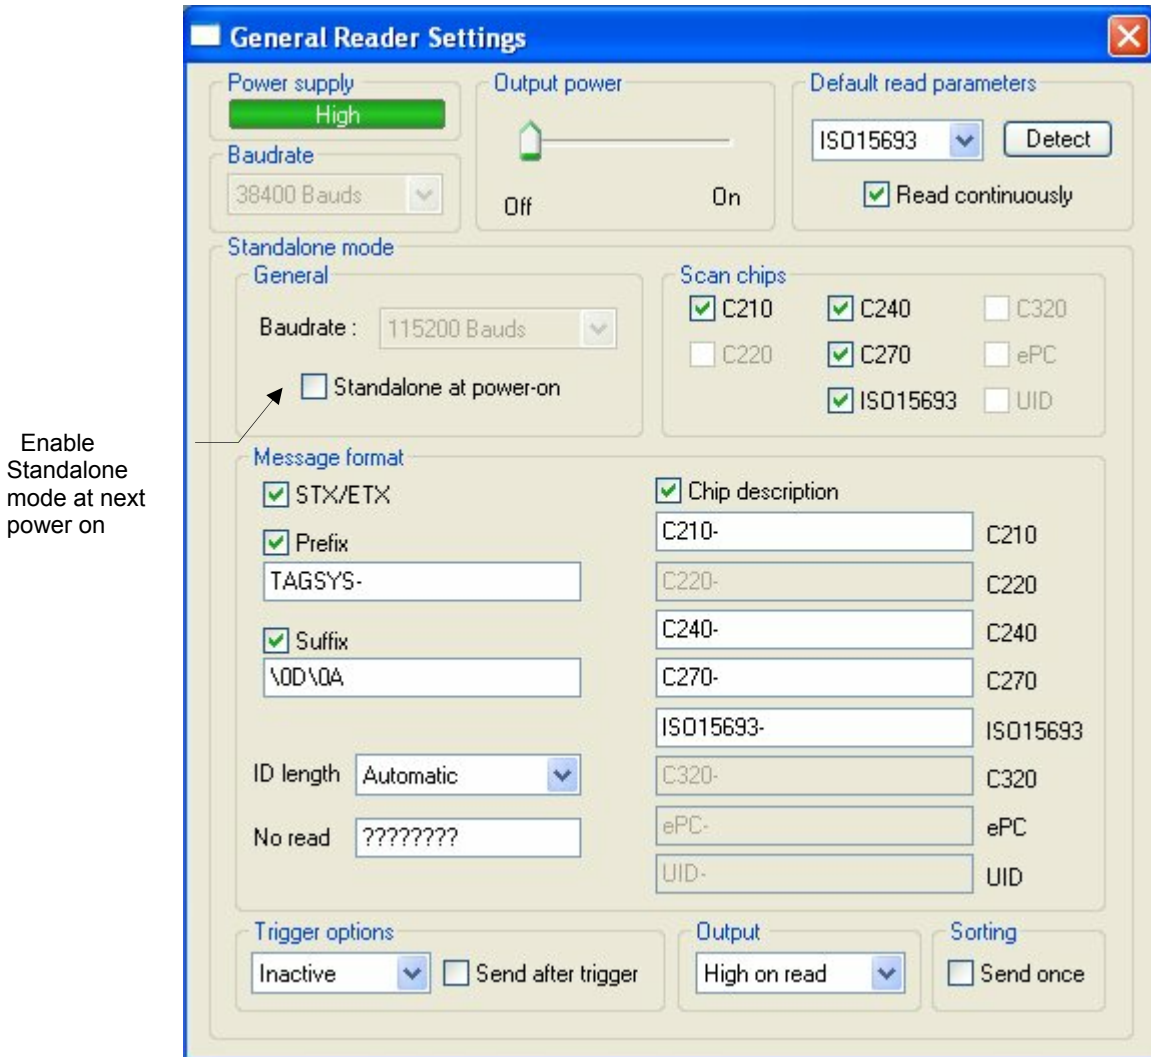 General Reader Settings
Power supply
High
Baudrate
38400 Bauds
Output power
Off
On
Default read parameters
ISO15693
Detect
Read continuously
Standalone mode
General
Baudrate :
115200 Bauds
Standalone at power-on
Scan chips
C210
C240
C320
C220
C270
ePC
ISO15693
UID
Enable
Standalone
mode at next
power on
Message format
STX/ETX
Prefix
TAGSYS-
Suffix
\0D\0A
ID length
Automatic
No read
????????
Chip description
C210-
C210
C220-
C220
C240-
C240
C270-
C270
ISO15693-
ISO15693
C320-
C320
ePC-
ePC
UID-
UID
Trigger options
Inactive
Send after trigger
Output
High on read
Sorting
Send once